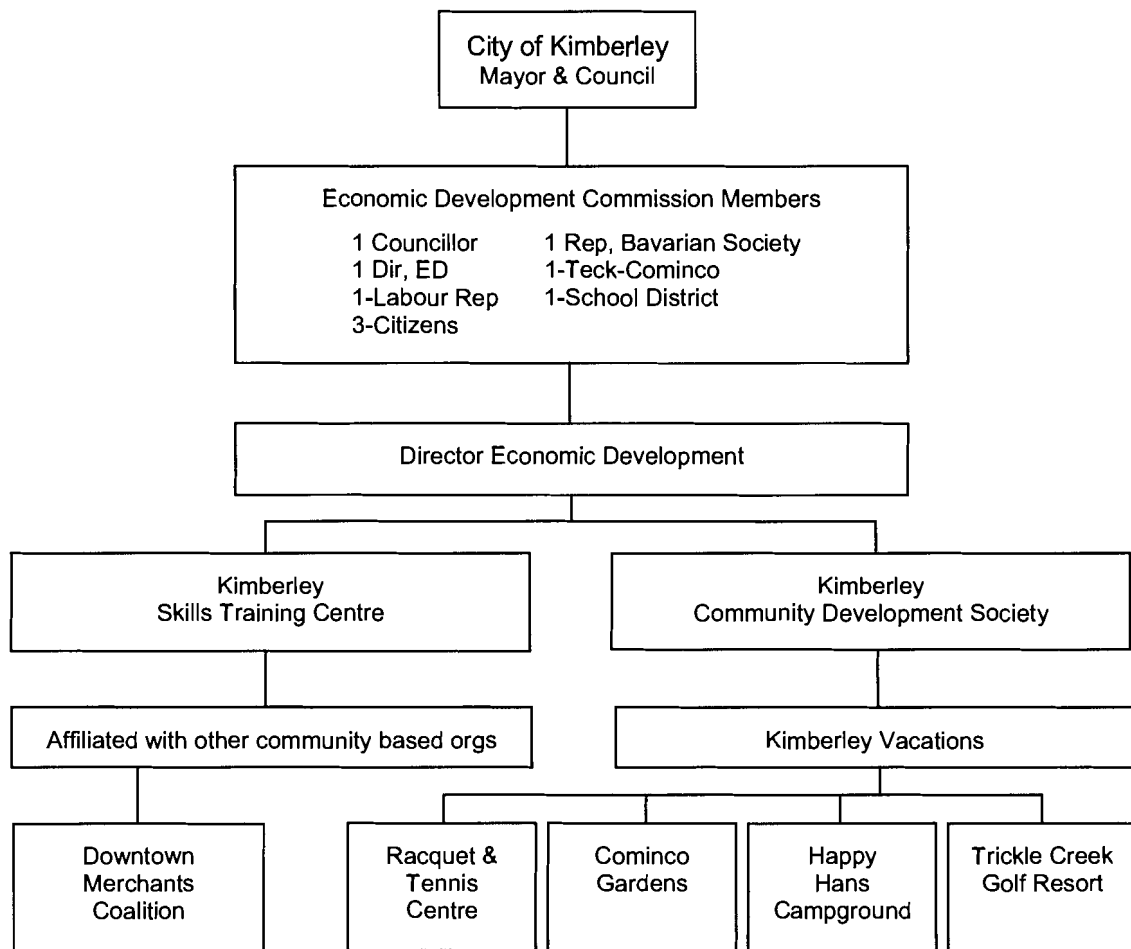 City of Kimberley
Mayor & Council
Economic Development Commission Members
1 Councillor
1 Dir, ED
1-Labour Rep
3-Citizens
1 Rep, Bavarian Society
1-Teck-Cominco
1-School District
Director Economic Development
Kimberley
Skills Training Centre
Kimberley
Community Development Society
Affiliated with other community based orgs
Kimberley Vacations
Downtown
Merchants
Coalition
Racquet &
Tennis
Centre
Cominco
Gardens
Happy
Hans
Campground
Trickle Creek
Golf Resort